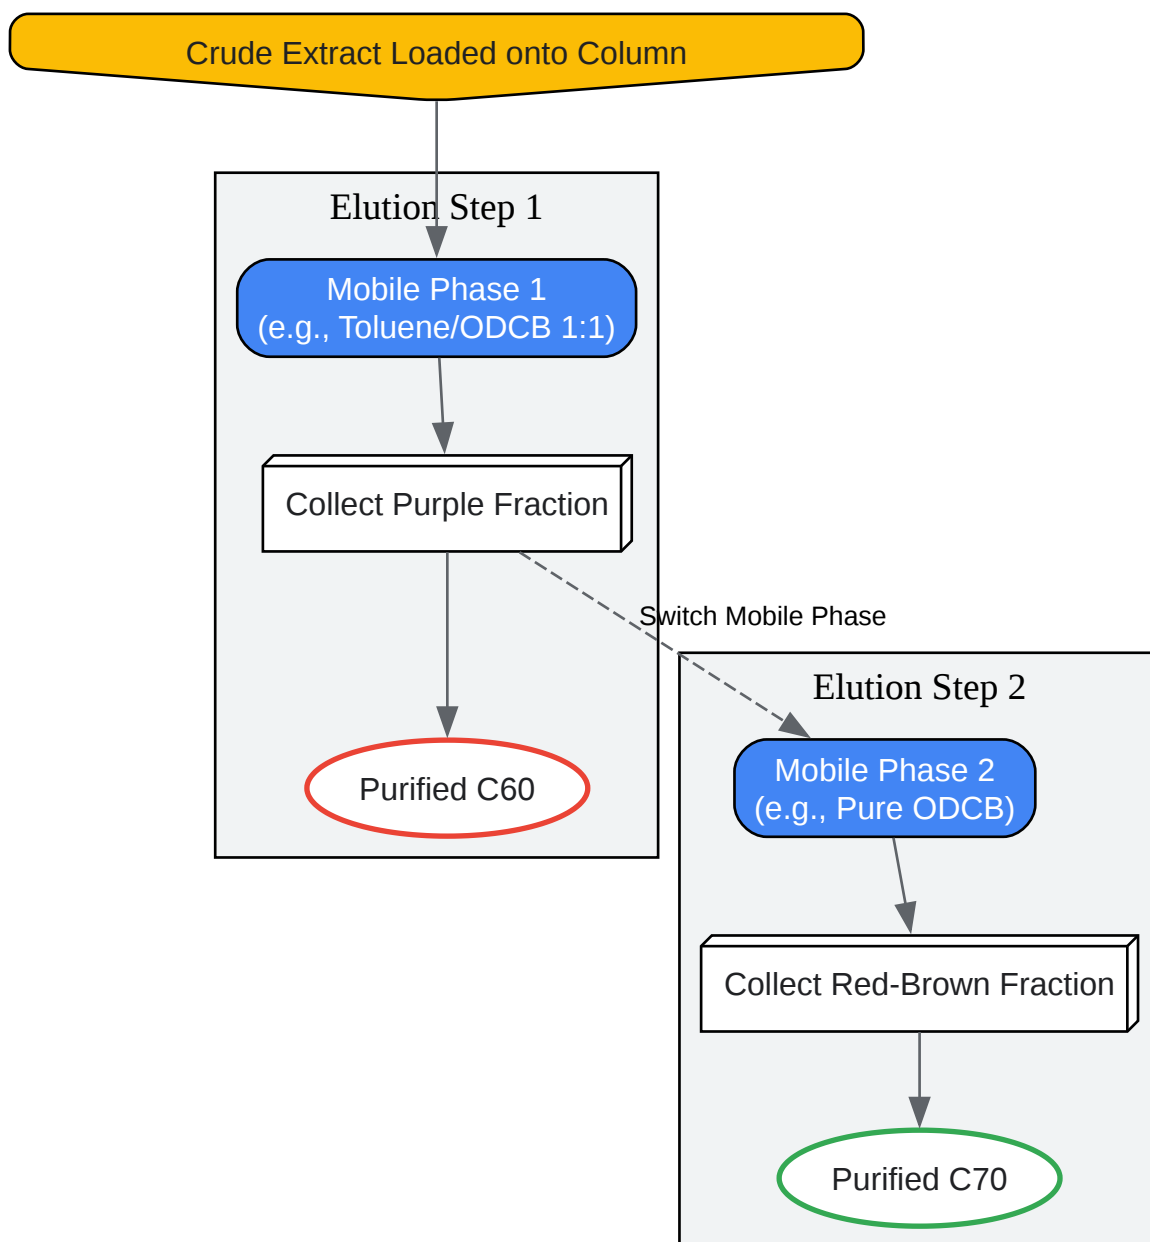 Crude Extract Loaded onto Column
Elution Step 1
Mobile Phase 1
(e.g., Toluene/ODCB 1:1)
Collect Purple Fraction
Switch Mobile Phase
Purified C60
Elution Step 2
Mobile Phase 2
(e.g., Pure ODCB)
Collect Red-Brown Fraction
Purified C70